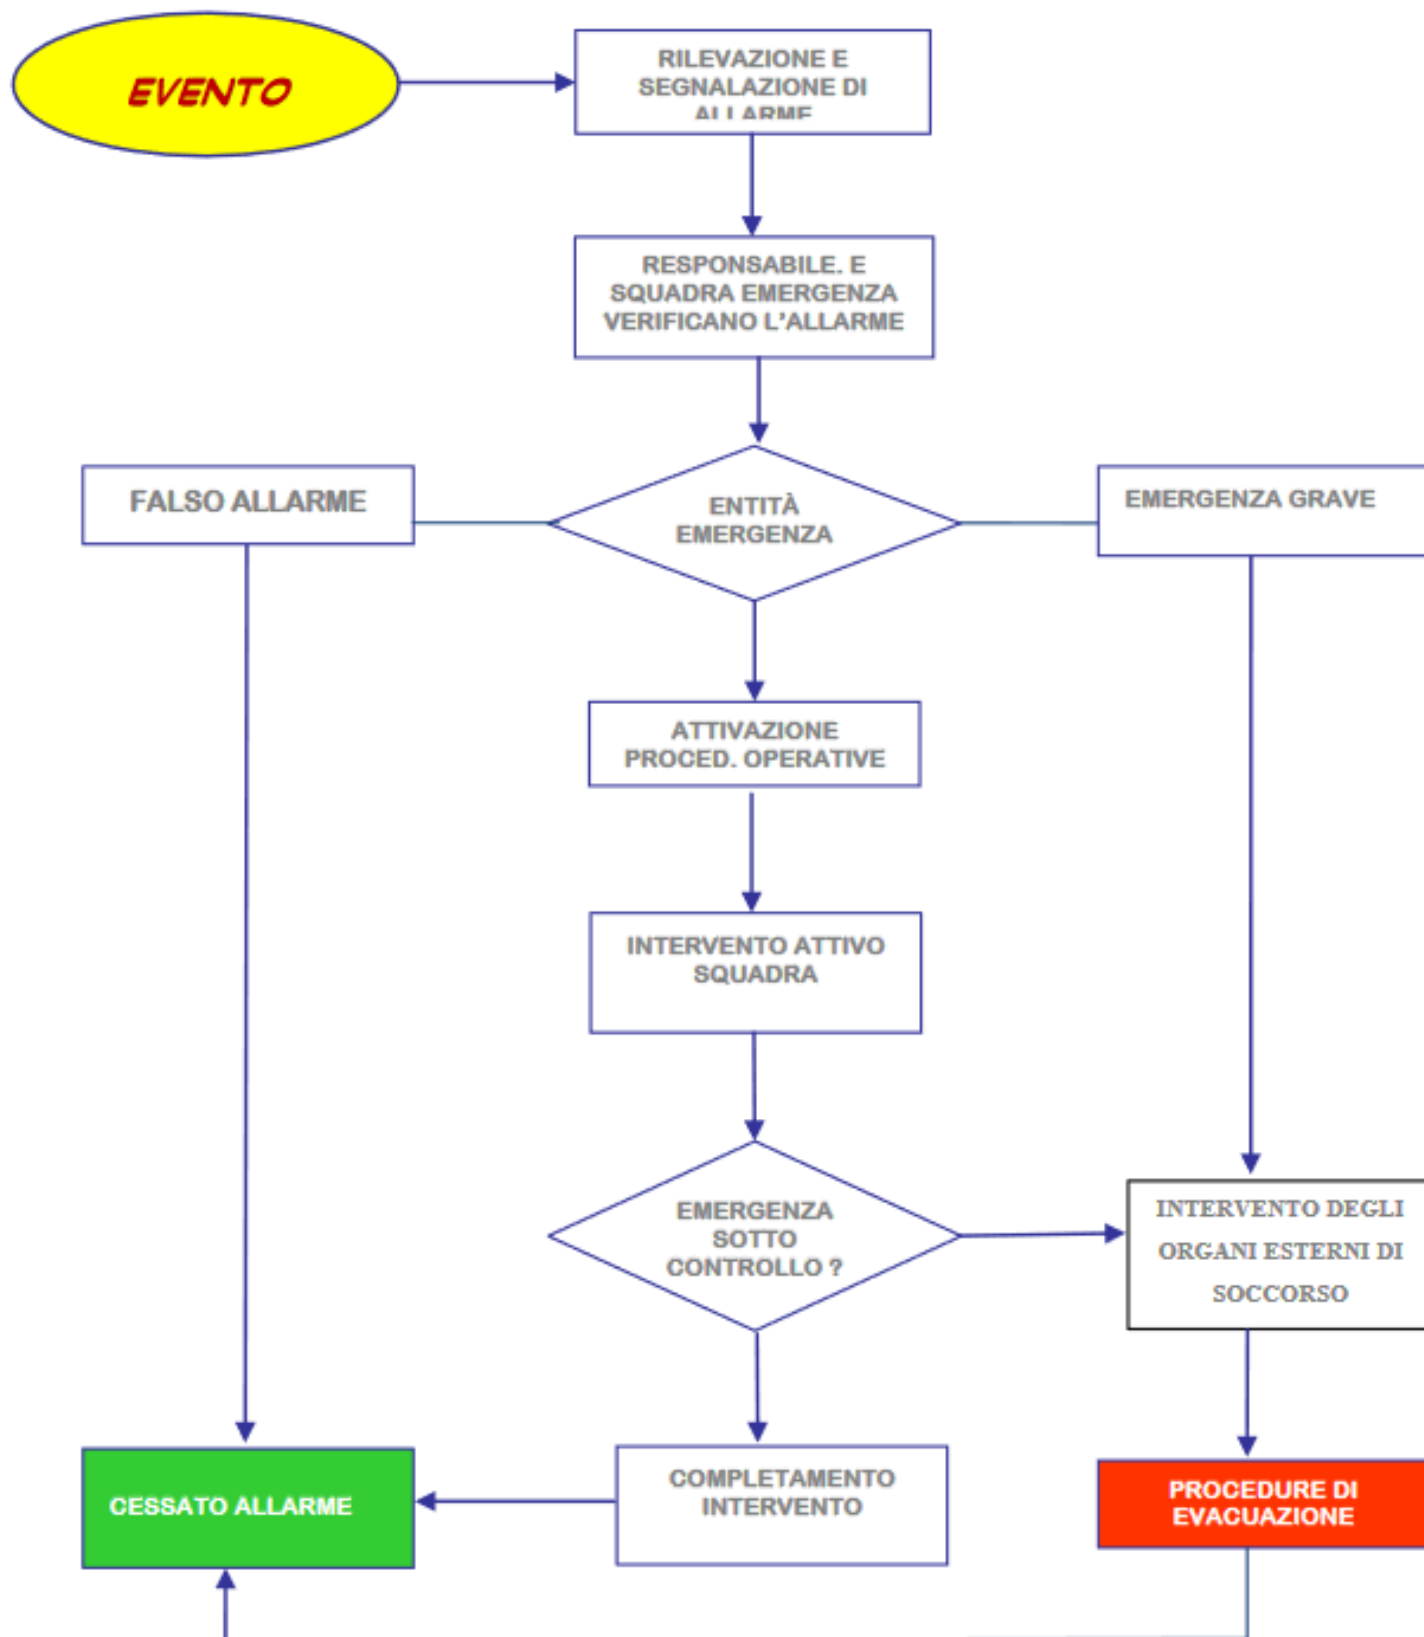 EVENTO
RILEVAZIONE E
SEGNALAZIONE DI
ALLARME
RESPONSABILE. E
SQUADRA EMERGENZA
VERIFICANO L'ALLARME
FALSO ALLARME
ENTITÀ
EMERGENZA
EMERGENZA GRAVE
ATTIVAZIONE
PROCED. OPERATIVE
INTERVENTO ATTIVO
SQUADRA
EMERGENZA
SOTTO
CONTROLLO ?
INTERVENTO DEGLI
ORGANI ESTERNI DI
SOCCORSO
CESSATO ALLARME
COMPLETAMENTO
INTERVENTO
PROCEDURE DI
EVACUAZIONE